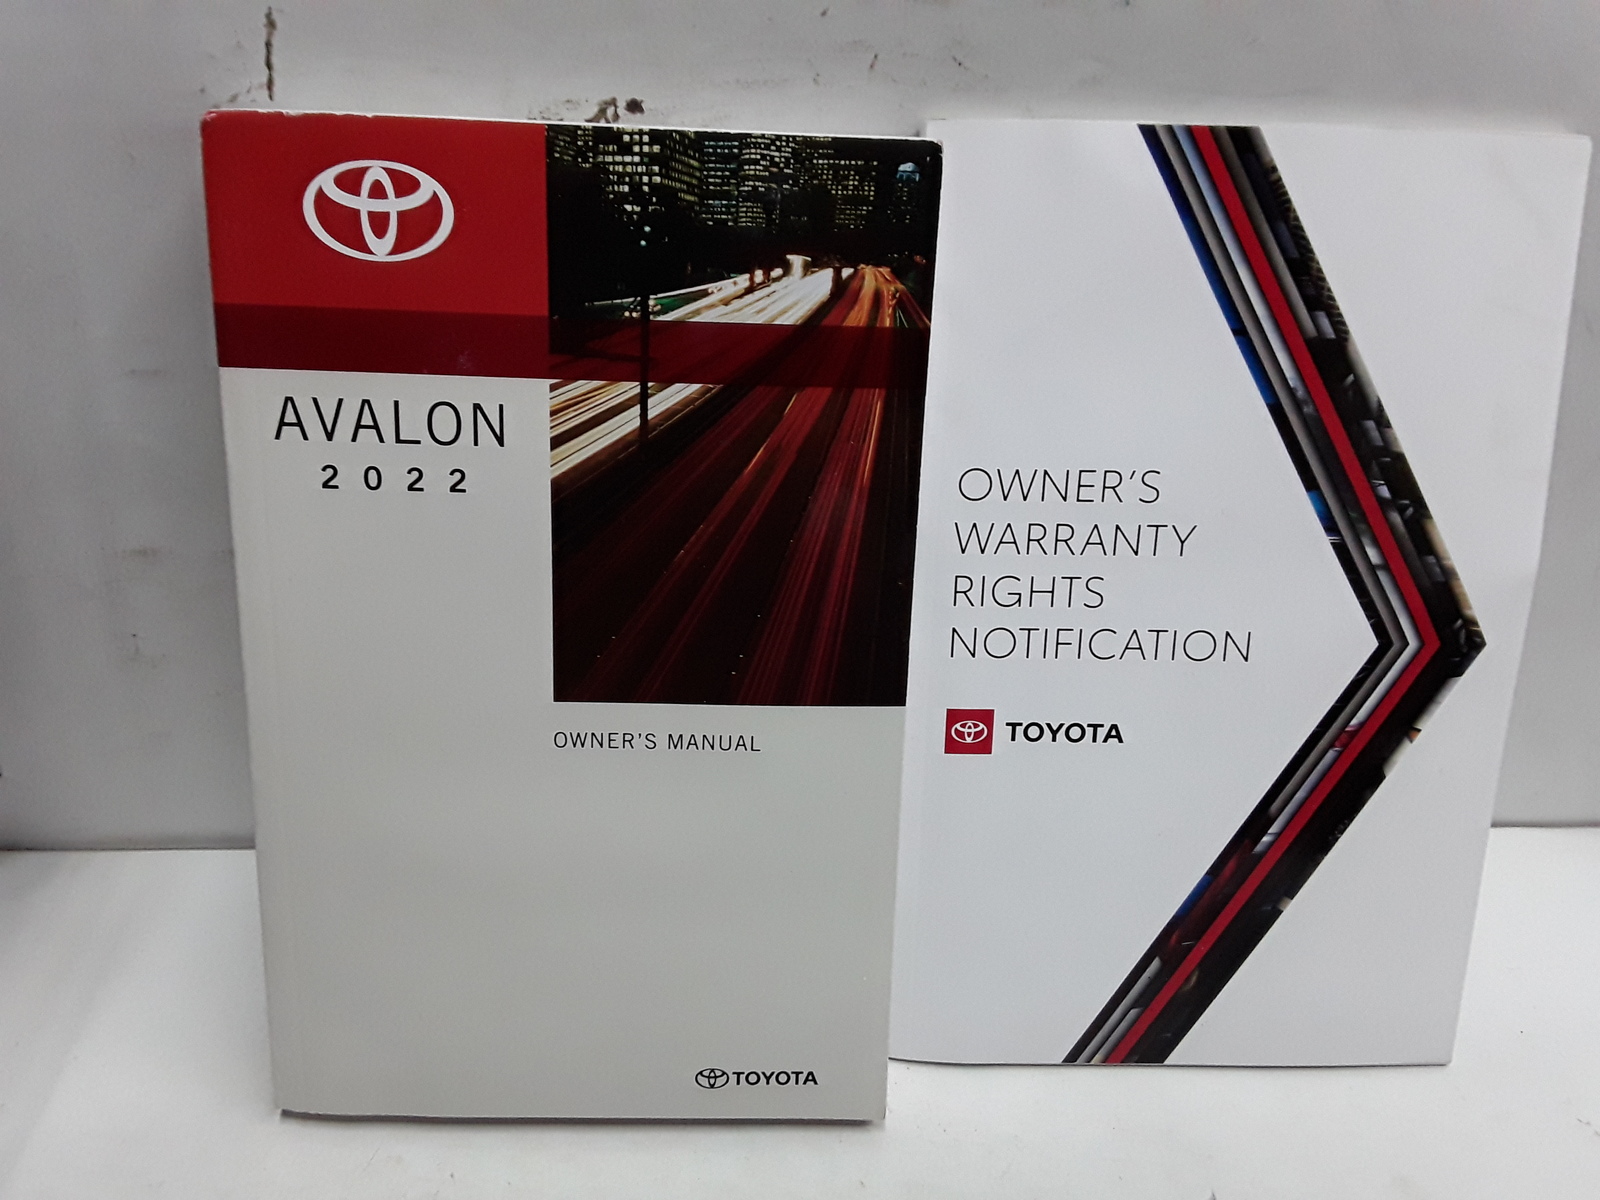 AVALON
2022
OWNER'S MANUAL
TOYOTA
OWNER'S
WARRANTY
RIGHTS
NOTIFICATION
TOYOTA